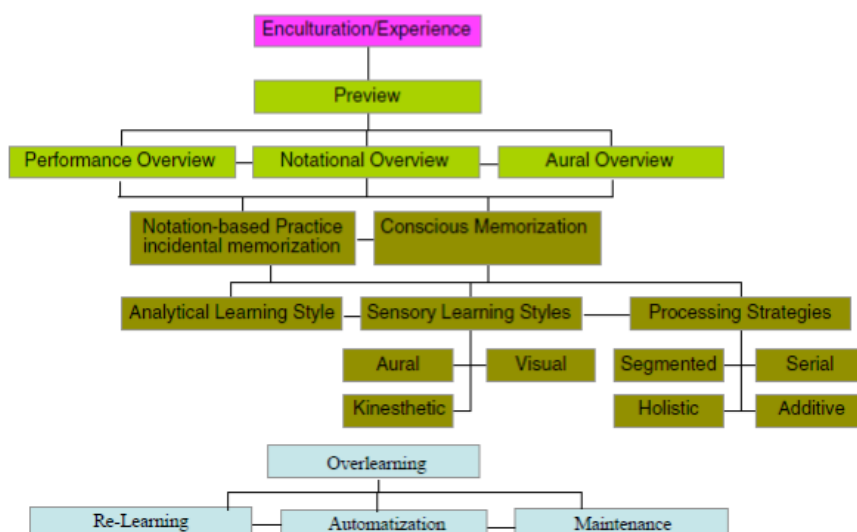 Enculturation/Experience
Preview
Performance Overview
Notational Overview
Aural Overview
Notation-based Practice
incidental memorization
Conscious Memorization
Analytical Learning Style
Sensory Learning Styles
Processing Strategies
Aural
Visual
Segmented
Serial
Kinesthetic
Holistic
Additive
Overlearning
Re-Learning
Automatization
Maintenance